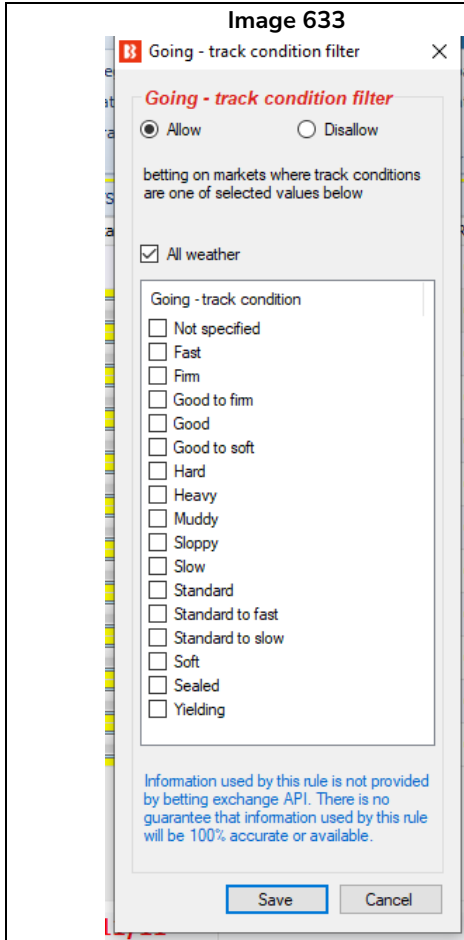 Image 633
Going - track condition filter
Going - track condition filter
Allow
Disallow
betting on markets where track conditions
are one of selected values below
All weather
Going - track condition
Not specified
Fast
Firm
Good to firm
Good
Good to soft
Hard
Heavy
Muddy
Sloppy
Slow
Standard
Standard to fast
Standard to slow
Soft
Sealed
Yielding
Information used by this rule is not provided
by betting exchange API. There is no
guarantee that information used by this rule
will be 100% accurate or available.
Save
Cancel